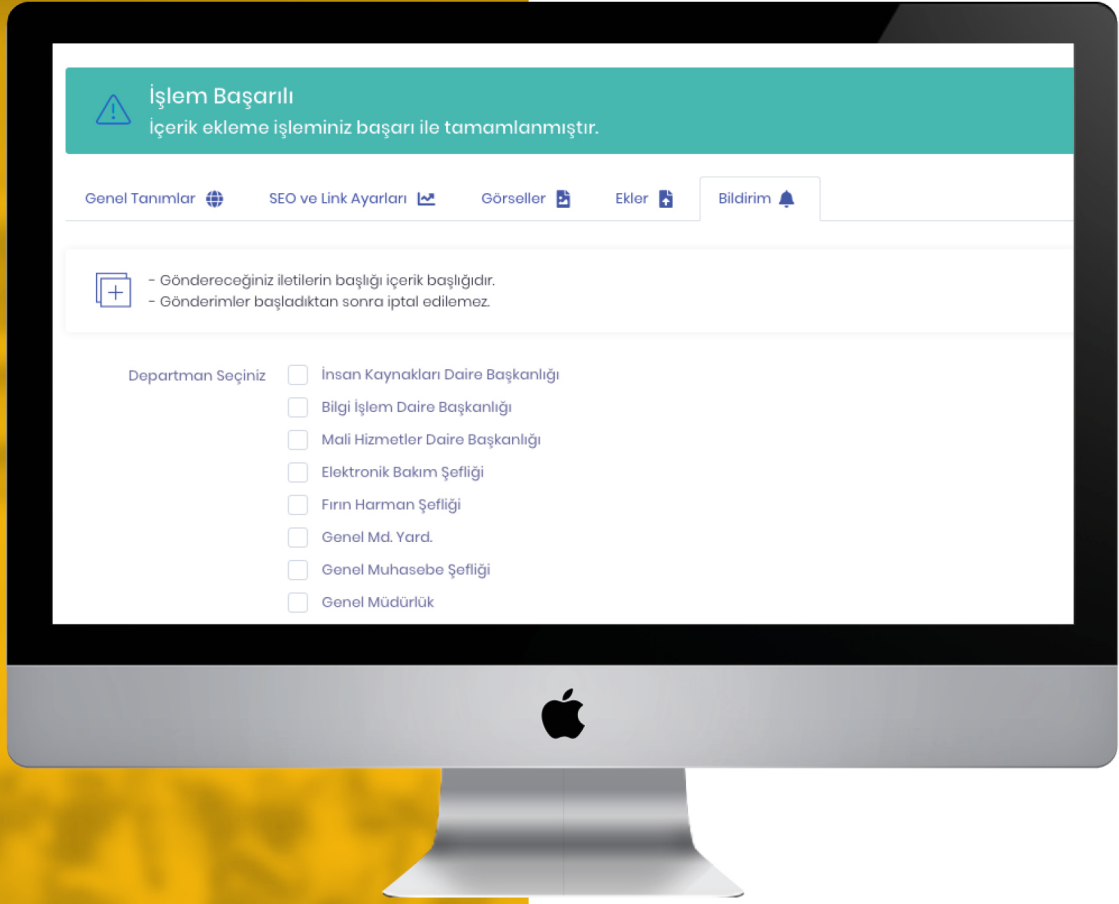 İşlem Başarılı
İçerik ekleme işleminiz başarı ile tamamlanmıştır.
Genel Tanımlar
SEO ve Link Ayarları
Görseller
Ekler
Bildirim
- Göndereceğiniz iletilerin başlığı içerik başlığıdır.
- Gönderimler başladıktan sonra iptal edilemez.
Departman Seçiniz
İnsan Kaynakları Daire Başkanlığı
Bilgi İşlem Daire Başkanlığı
Mali Hizmetler Daire Başkanlığı
Elektronik Bakım Şefliği
Fırın Harman Şefliği
Genel Md. Yard.
Genel Muhasebe Şefliği
Genel Müdürlük